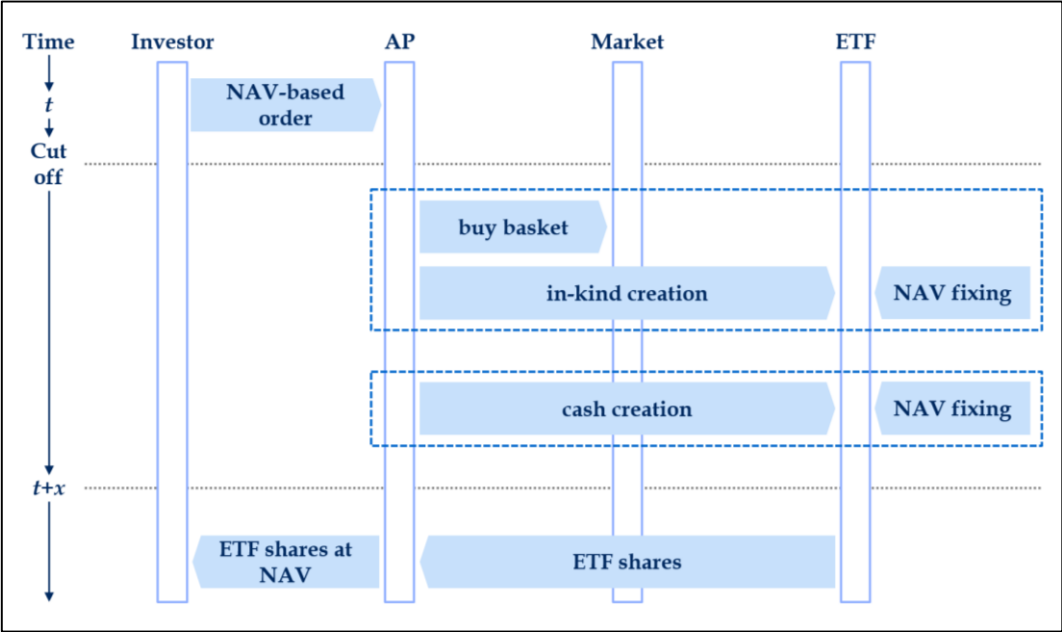 Time Investor AP Market ETF
t
NAV-based
order
Cut
off
buy basket
in-kind creation NAV fixing
cash creation NAV fixing
t+x
ETF shares at
NAV
ETF shares